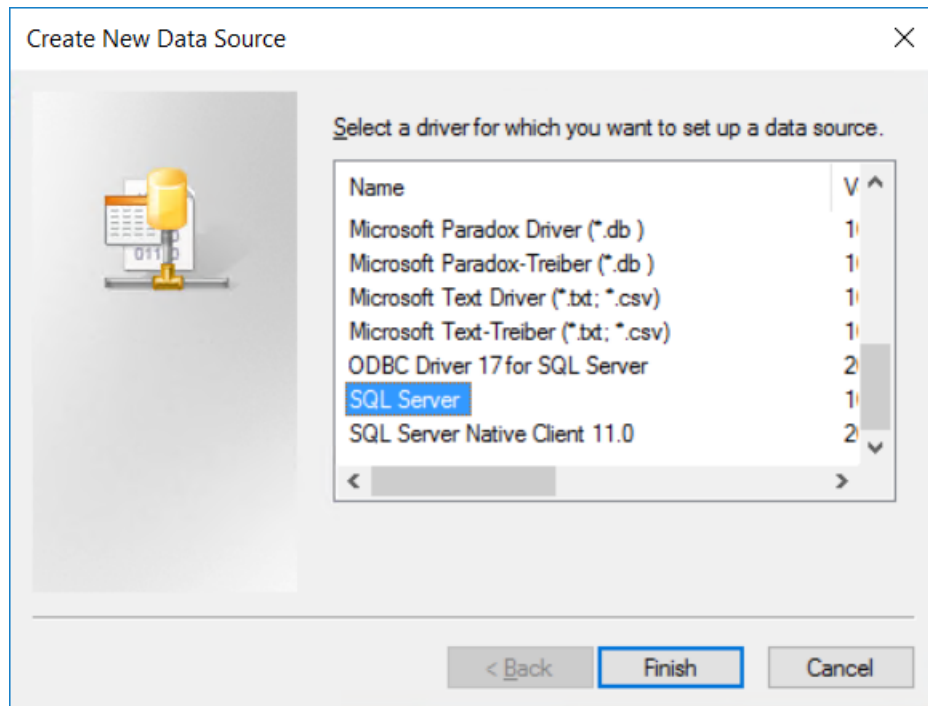 Create New Data Source
Select a driver for which you want to set up a data source.
Name V
Microsoft Paradox Driver (*.db )
Microsoft Paradox-Treiber (*.db )
Microsoft Text Driver (*.txt; *.csv)
Microsoft Text-Treiber (*.txt; *.csv)
ODBC Driver 17 for SQL Server
SQL Server
SQL Server Native Client 11.0
< Back Finish Cancel